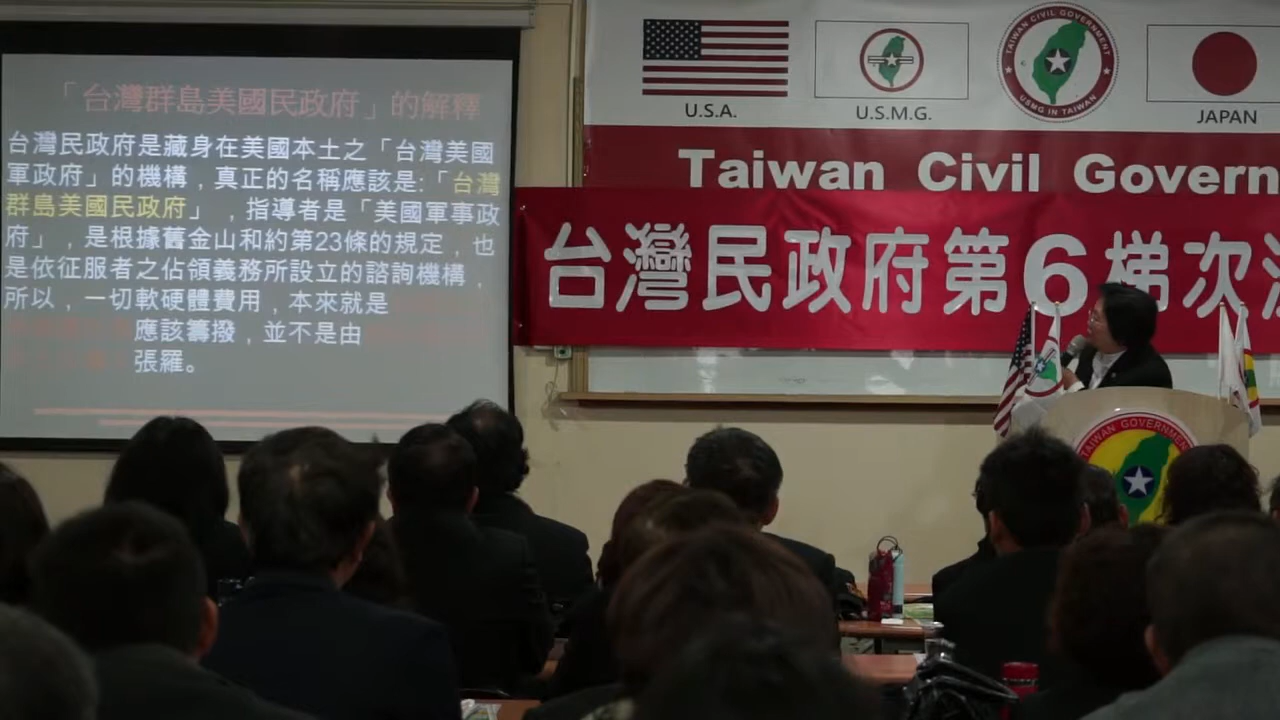 「台灣群島美國民政府」的解釋
台灣民政府是藏身在美國本土之「台灣美國
軍政府」的機構，真正的名稱應該是:「台灣
群島美國民政府」，指導者是「美國軍事政
府」，是根據舊金山和約第23條的規定，也
是依征服者之佔領義務所設立的諮詢機構，
所以，一切軟硬體費用，本來就是
應該籌撥，並不是由
張羅。
U.S.A.
U.S.M.G.
TAIWAN CIVIL GOVERNMENT
USMG IN TAIWAN
JAPAN
Taiwan Civil Govern
台灣民政府第6梯次
TAIWAN GOVERNMENT